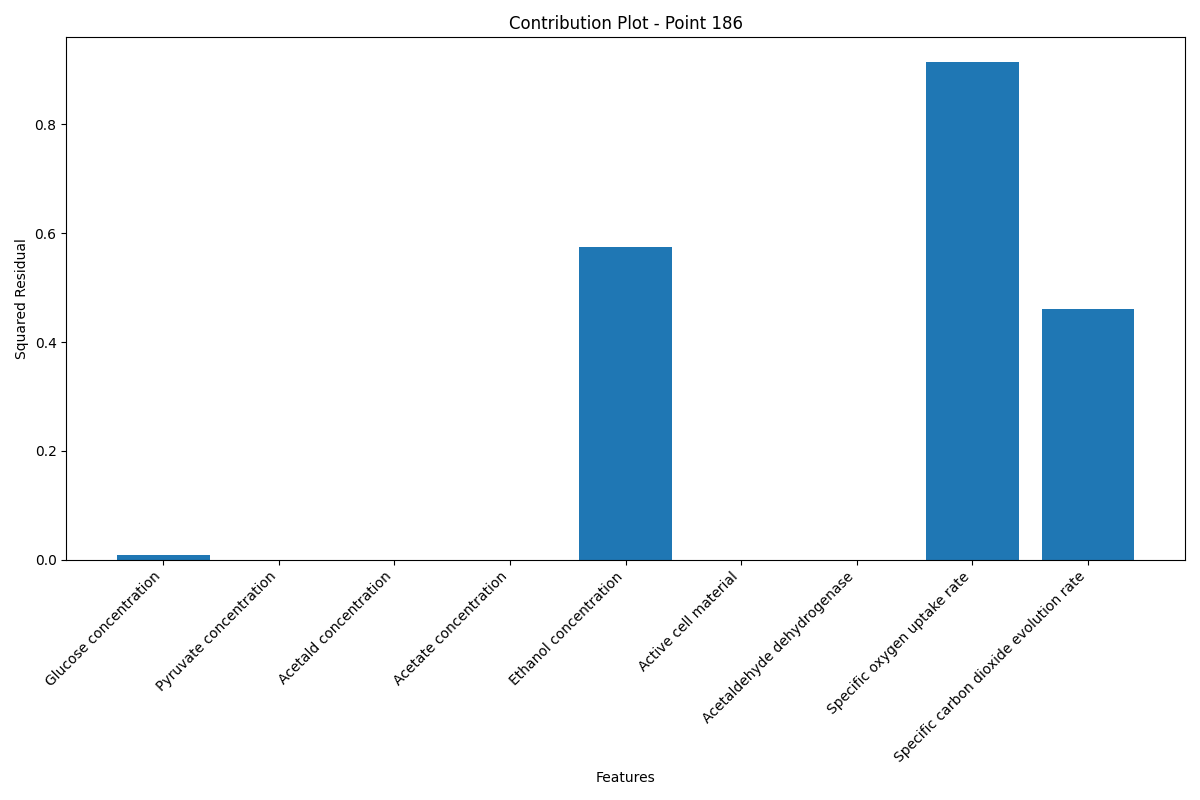 Contribution Plot - Point 186
Squared Residual
0.8
0.6
0.4
0.2
0.0
Glucose concentration
Pyruvate concentration
Acetald concentration
Acetate concentration
Ethanol concentration
Active cell material
Acetaldehyde dehydrogenase
Specific oxygen uptake rate
Specific carbon dioxide evolution rate
Features